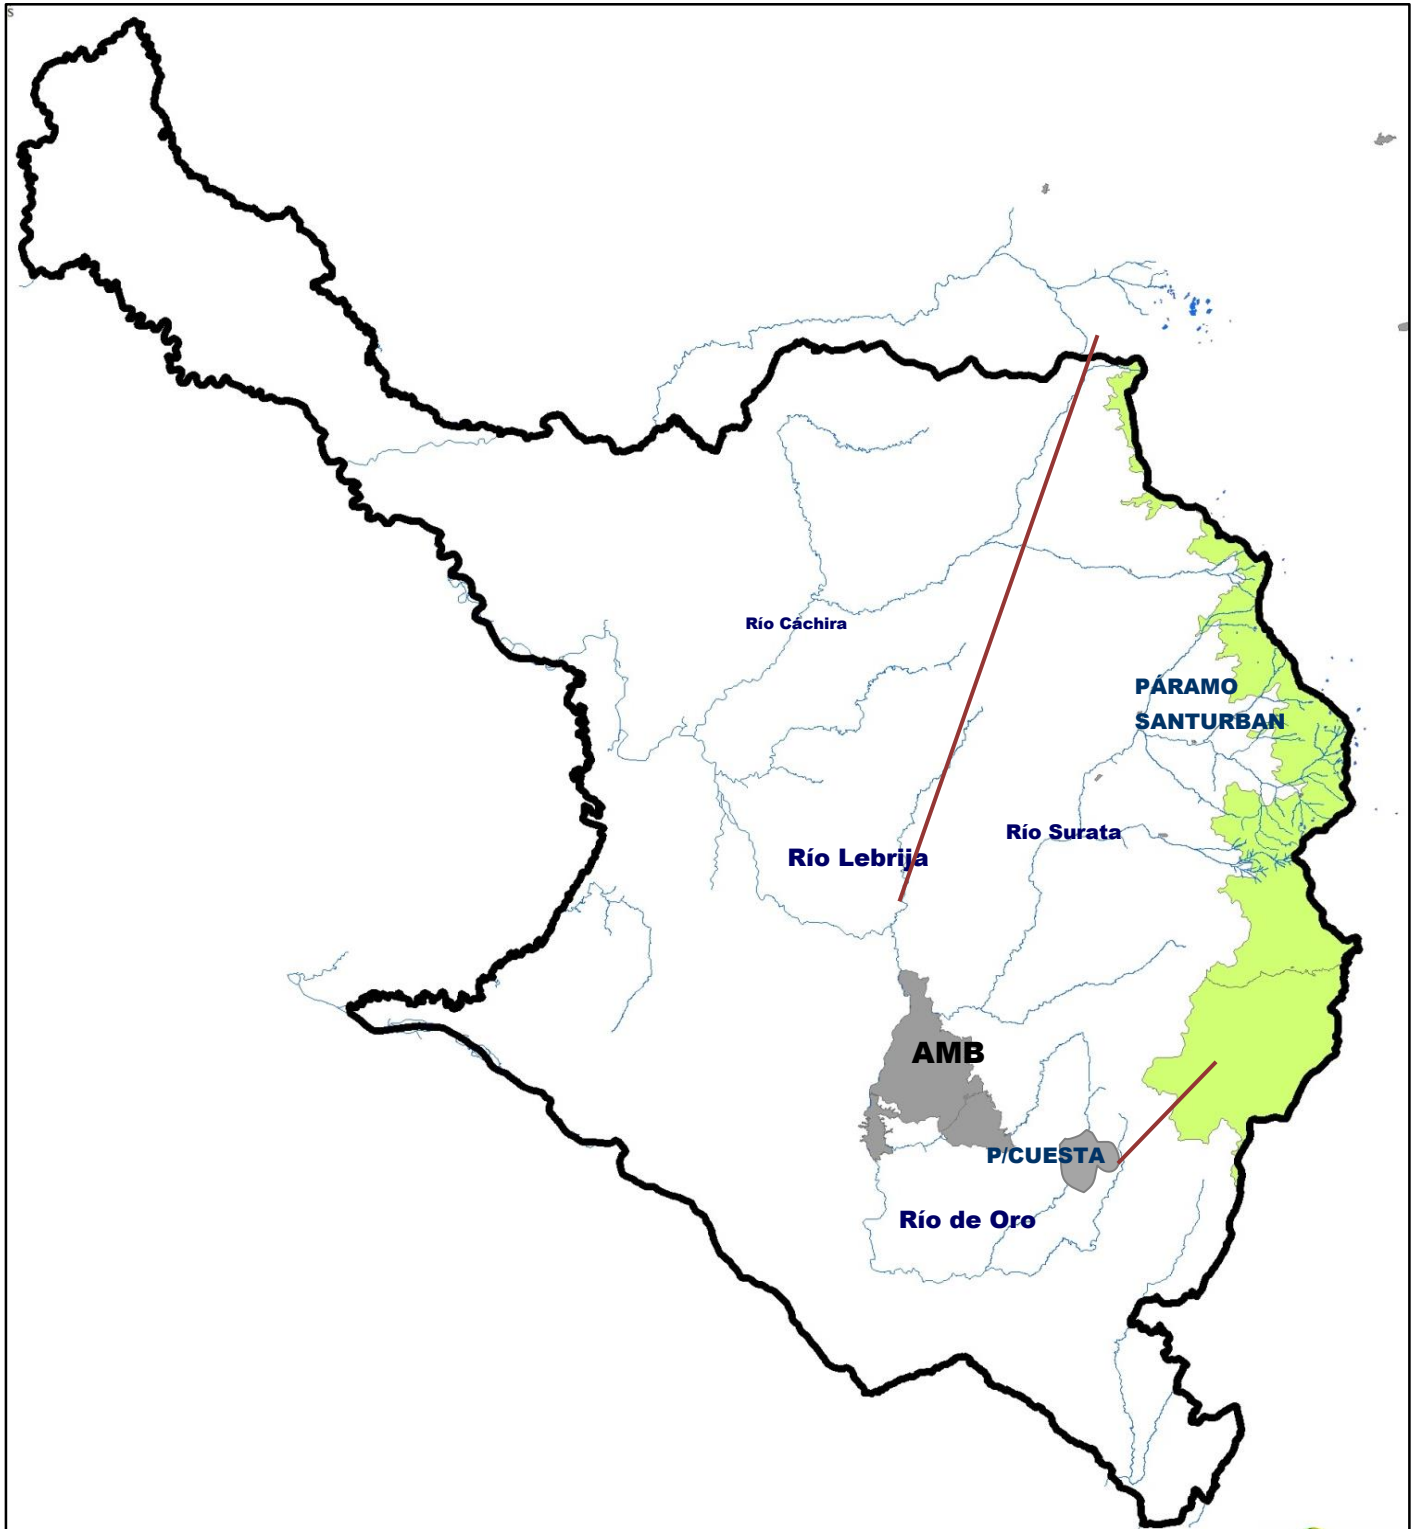 s
Río Cáchira
PÁRAMO
SANTURBAN
Río Surata
Río Lebrija
AMB
P/CUESTA
Río de Oro